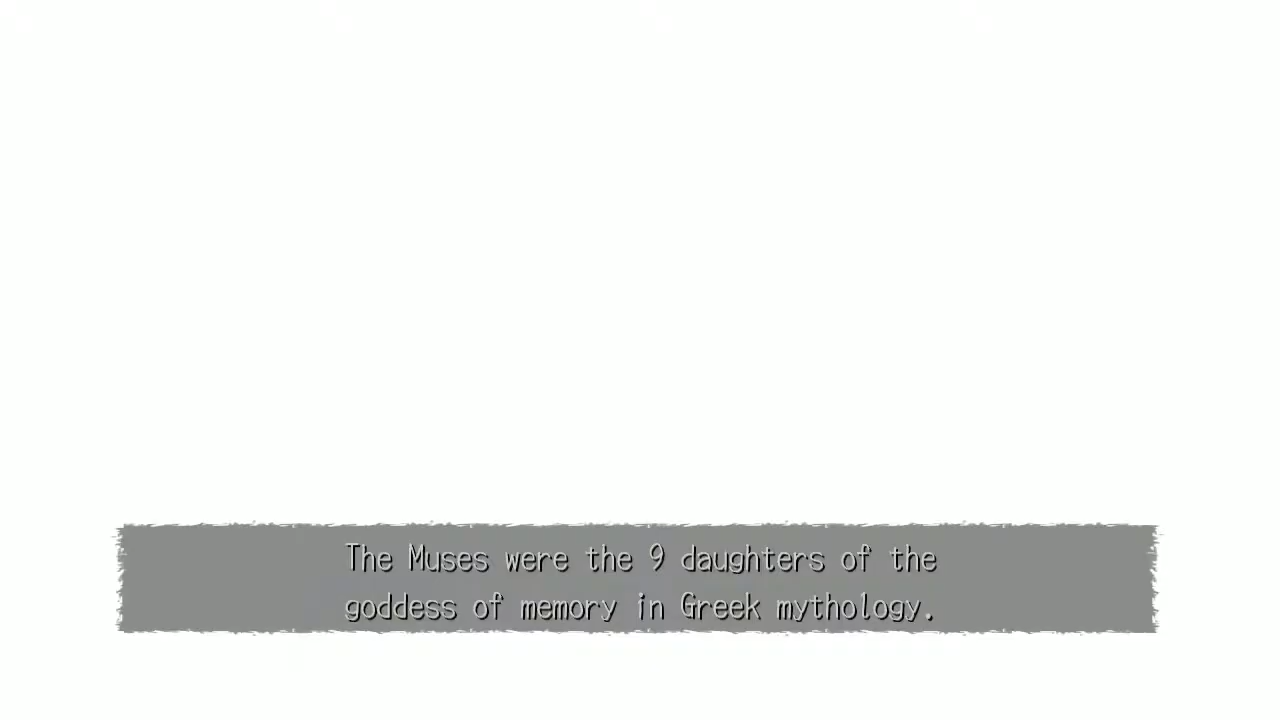 The Muses were the 9 daughters of the
goddess of memory in Greek mythology.